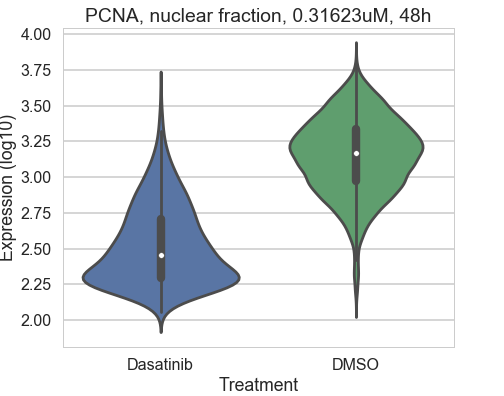 PCNA, nuclear fraction, 0.31623uM, 48h
4.00
3.75
3.50
3.25
3.00
2.75
2.50
2.25
2.00
Expression (log10)
Dasatinib
DMSO
Treatment